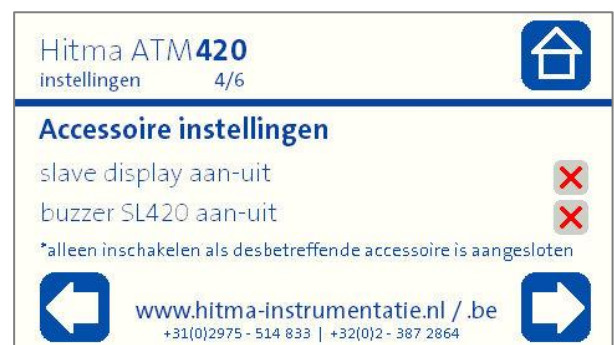 Hitma ATM420
instellingen 4/6
Accessoire instellingen
slave display aan-uit
buzzer SL420 aan-uit
*alleen inschakelen als desbetreffende accessoire is aangesloten
www.hitma-instrumentatie.nl / .be
+31(0)2975 - 514 833 | +32(0)2 - 387 2864